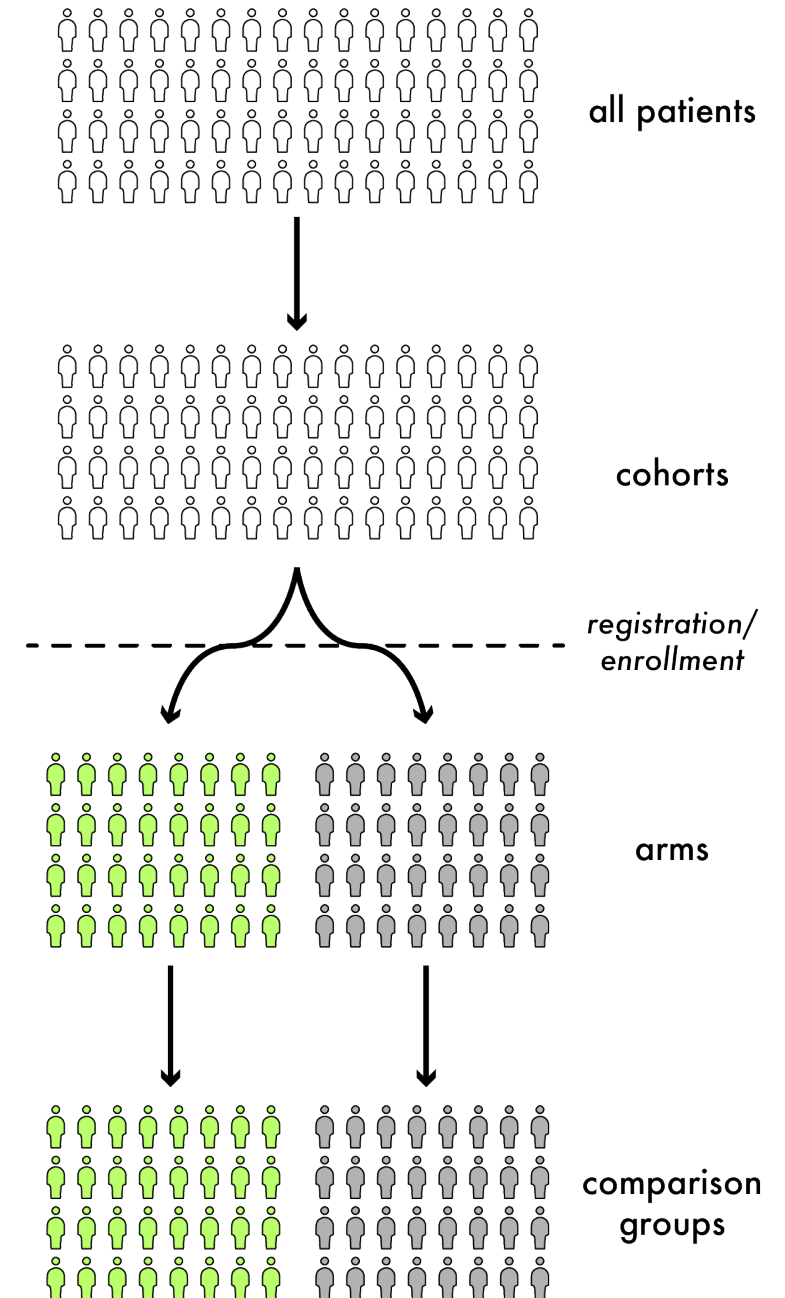 all patients
cohorts
registration/
enrollment
arms
comparison
groups